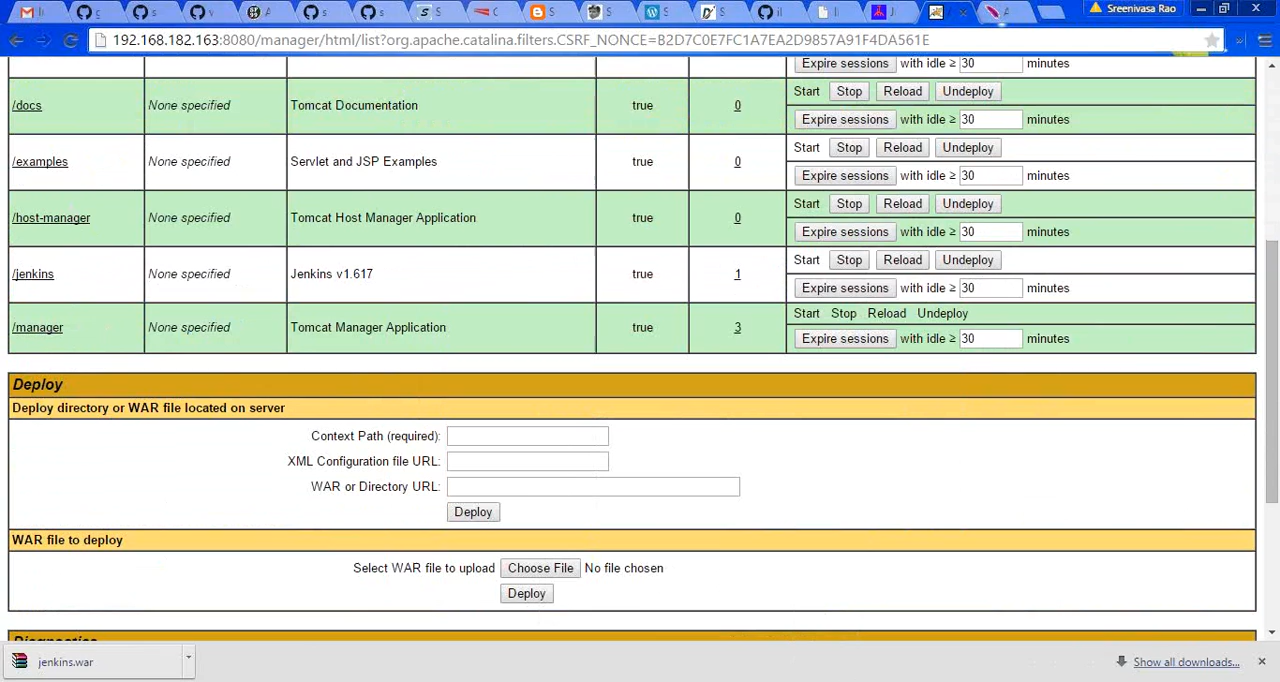 Sreenivasa Rao
192.168.182.163:8080/manager/html/list?org.apache.catalina.filters.CSRF_NONCE=B2D7C0E7FC1A7EA2D9857A91F4DA561E
Expire sessions with idle ≥ 30 minutes
/docs None specified Tomcat Documentation true 0 Start Stop Reload Undeploy
Expire sessions with idle ≥ 30 minutes
/examples None specified Servlet and JSP Examples true 0 Start Stop Reload Undeploy
Expire sessions with idle ≥ 30 minutes
/host-manager None specified Tomcat Host Manager Application true 0 Start Stop Reload Undeploy
Expire sessions with idle ≥ 30 minutes
/jenkins None specified Jenkins v1.617 true 1 Start Stop Reload Undeploy
Expire sessions with idle ≥ 30 minutes
/manager None specified Tomcat Manager Application true 3 Start Stop Reload Undeploy
Expire sessions with idle ≥ 30 minutes
Deploy
Deploy directory or WAR file located on server
Context Path (required):
XML Configuration file URL:
WAR or Directory URL:
Deploy
WAR file to deploy
Select WAR file to upload Choose File No file chosen
Deploy
Diagnostics
jenkins.war
Show all downloads...